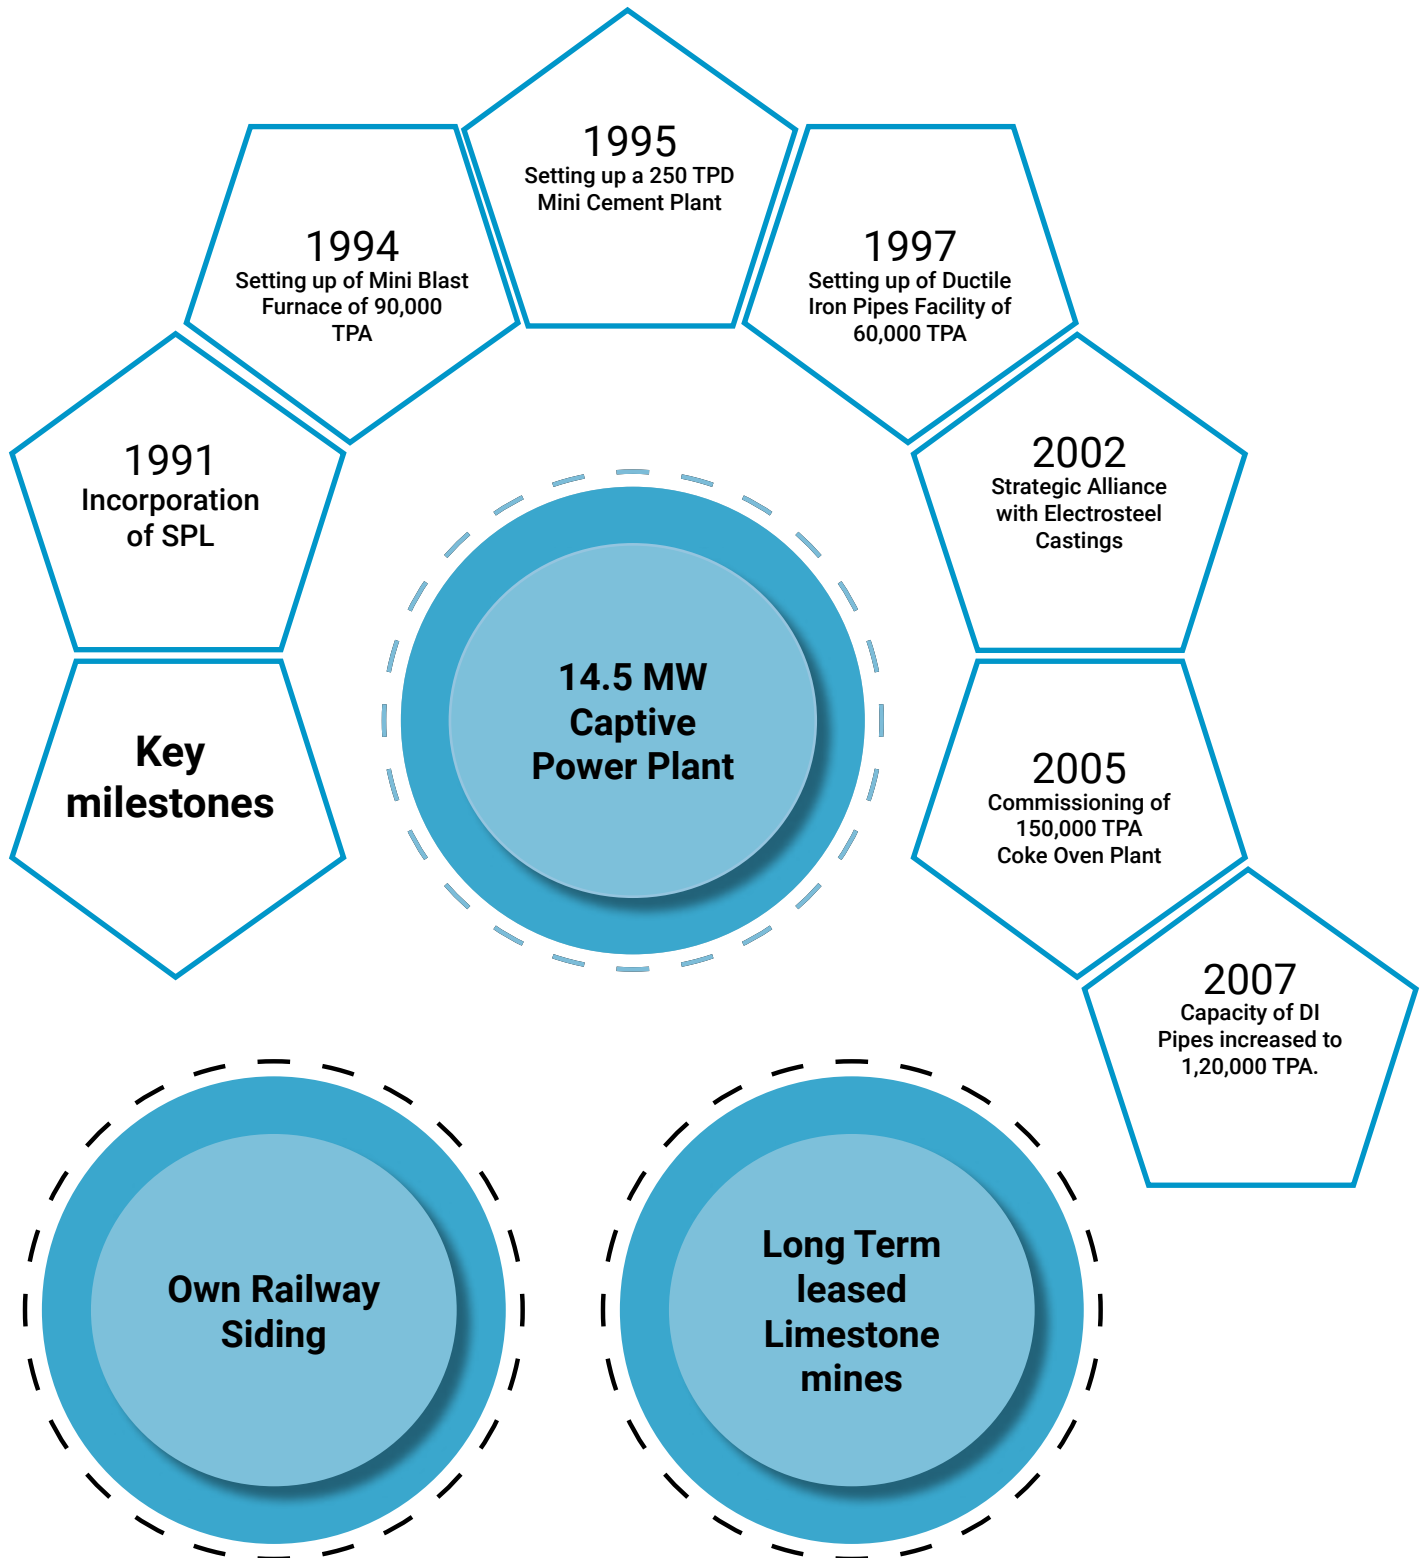 Key
milestones
1991
Incorporation
of SPL
1994
Setting up of Mini Blast
Furnace of 90,000
TPA
1995
Setting up a 250 TPD
Mini Cement Plant
1997
Setting up of Ductile
Iron Pipes Facility of
60,000 TPA
2002
Strategic Alliance
with Electrosteel
Castings
2005
Commissioning of
150,000 TPA
Coke Oven Plant
2007
Capacity of DI
Pipes increased to
1,20,000 TPA.
14.5 MW
Captive
Power Plant
Own Railway
Siding
Long Term
leased
Limestone
mines